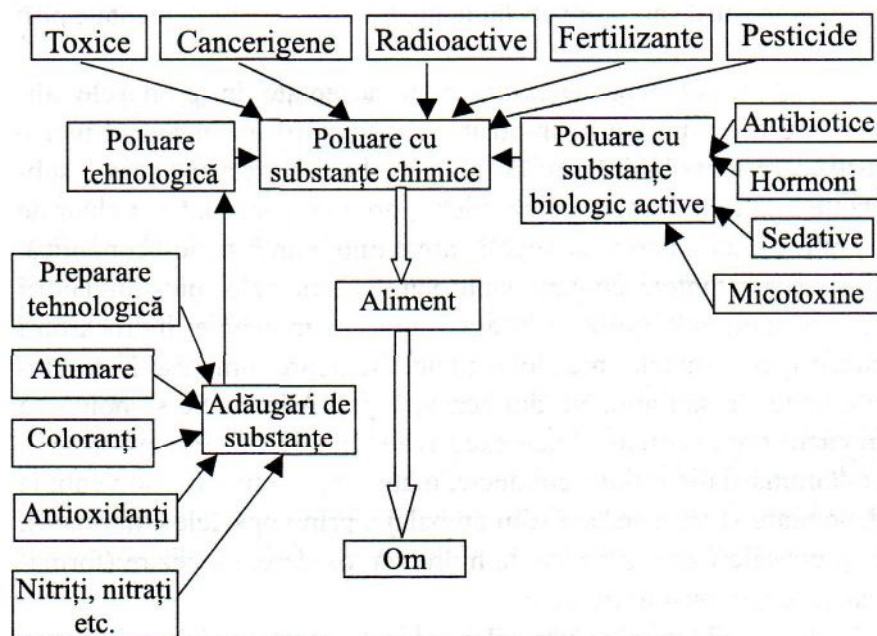 Toxice
Cancerigene
Radioactive
Fertilizante
Pesticide
Poluare
tehnologică
Poluare cu
substanțe chimice
Poluare cu
substanțe
biologic active
Antibiotice
Hormoni
Sedative
Micotoxine
Preparare
tehnologică
Aliment
Afumare
Coloranți
Adăugări de
substanțe
Antioxidanți
Nitriți, nitrați
etc.
Om